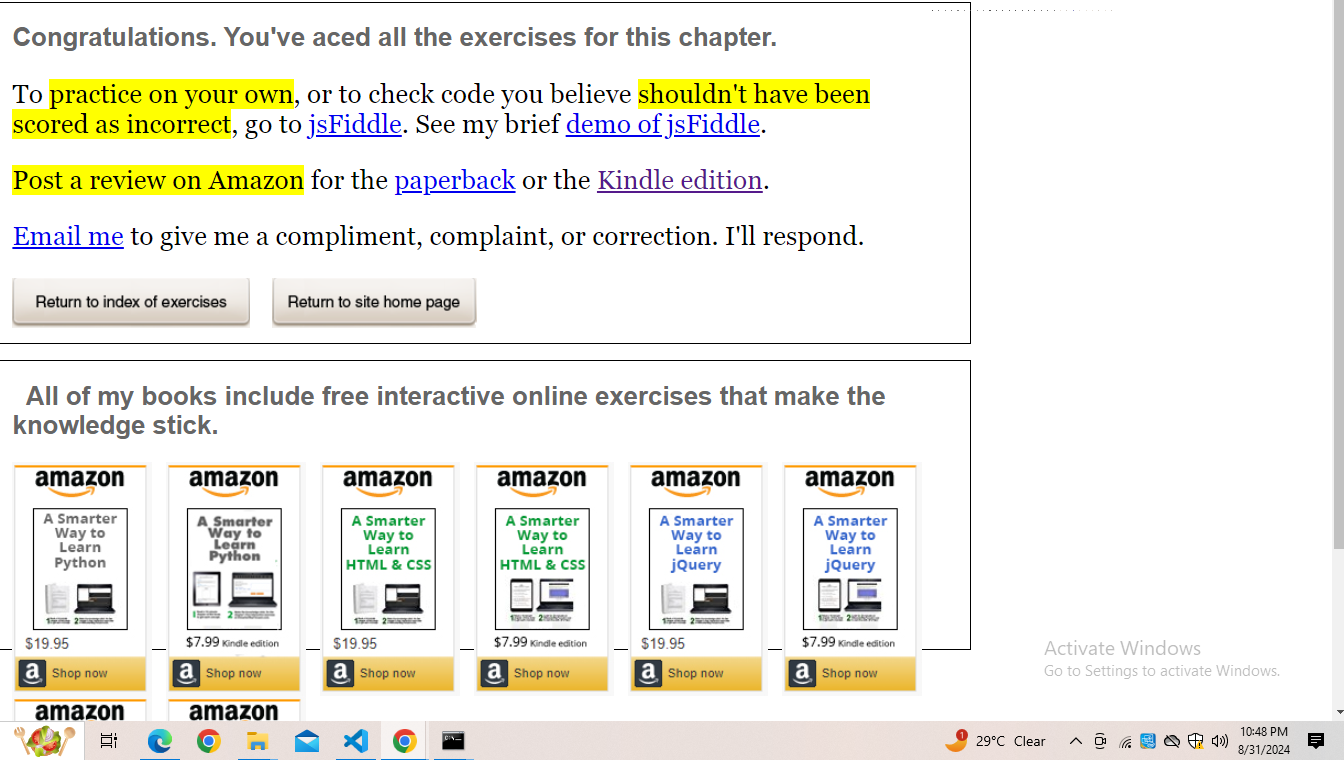 Congratulations. You've aced all the exercises for this chapter.
To practice on your own, or to check code you believe shouldn't have been
scored as incorrect, go to jsFiddle. See my brief demo of jsFiddle.
Post a review on Amazon for the paperback or the Kindle edition.
Email me to give me a compliment, complaint, or correction. I'll respond.
Return to index of exercises Return to site home page
All of my books include free interactive online exercises that make the
knowledge stick.
amazon amazon amazon amazon amazon amazon
A Smarter Way to Learn Python
A Smarter Way to Learn Python
A Smarter Way to Learn HTML & CSS
A Smarter Way to Learn HTML & CSS
A Smarter Way to Learn jQuery
A Smarter Way to Learn jQuery
$19.95 $7.99 Kindle edition $19.95 $7.99 Kindle edition $19.95 $7.99 Kindle edition
a Shop now a Shop now a Shop now a Shop now a Shop now a Shop now
amazon amazon
Activate Windows
Go to Settings to activate Windows.
1 29°C Clear 10:48 PM
8/31/2024